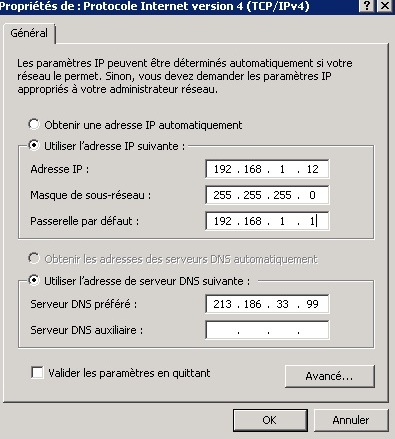 Propriétés de : Protocole Internet version 4 (TCP/IPv4)
Général
Les paramètres IP peuvent être déterminés automatiquement si votre
réseau le permet. Sinon, vous devez demander les paramètres IP
appropriés à votre administrateur réseau.
Obtenir une adresse IP automatiquement
Utiliser l'adresse IP suivante :
Adresse IP : 192 . 168 . 1 . 12
Masque de sous-réseau : 255 . 255 . 255 . 0
Passerelle par défaut : 192 . 168 . 1 . 1
Obtenir les adresses des serveurs DNS automatiquement
Utiliser l'adresse de serveur DNS suivante :
Serveur DNS préféré : 213 . 186 . 33 . 99
Serveur DNS auxiliaire : . . .
Valider les paramètres en quittant
Avancé...
OK Annuler